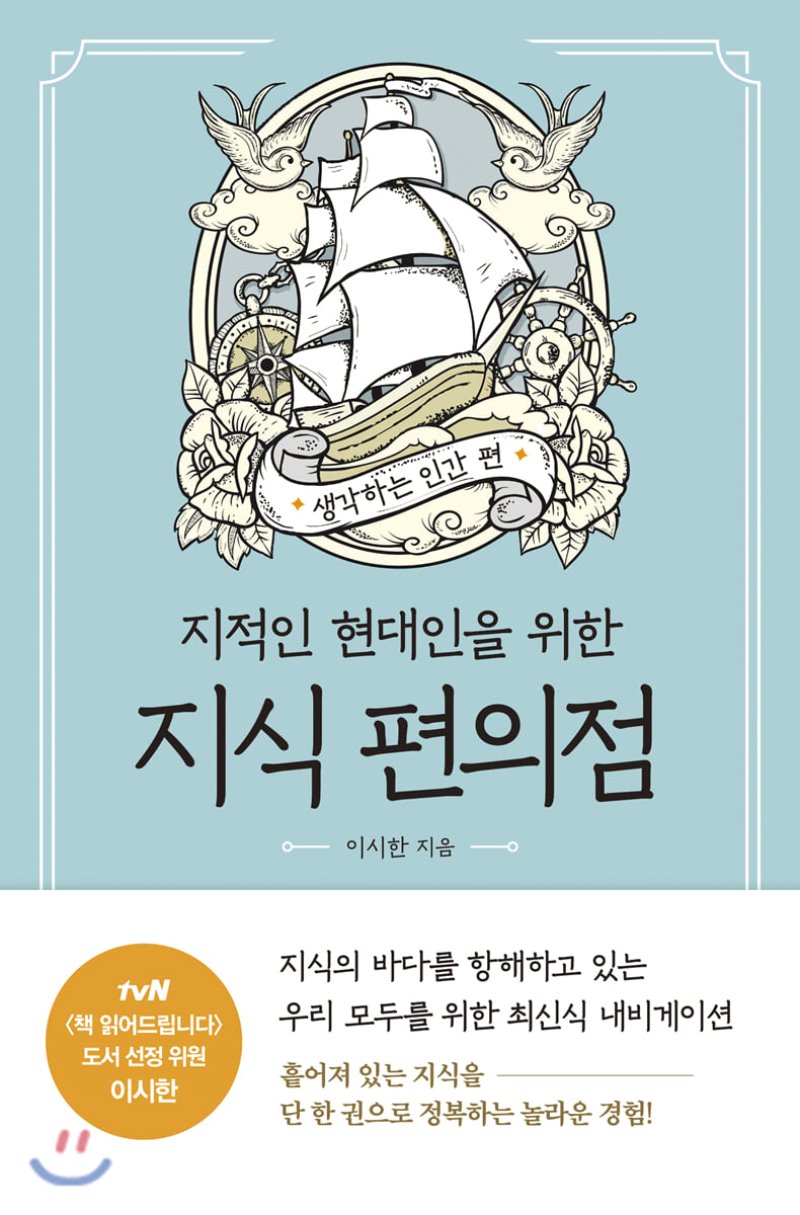 생각하는 인간 편
지적인 현대인을 위한
지식 편의점
이시한 지음
tvN
〈책 읽어드립니다〉
도서 선정 위원
이시한
지식의 바다를 항해하고 있는
우리 모두를 위한 최신식 내비게이션
흩어져 있는 지식을
단 한 권으로 정복하는 놀라운 경험!